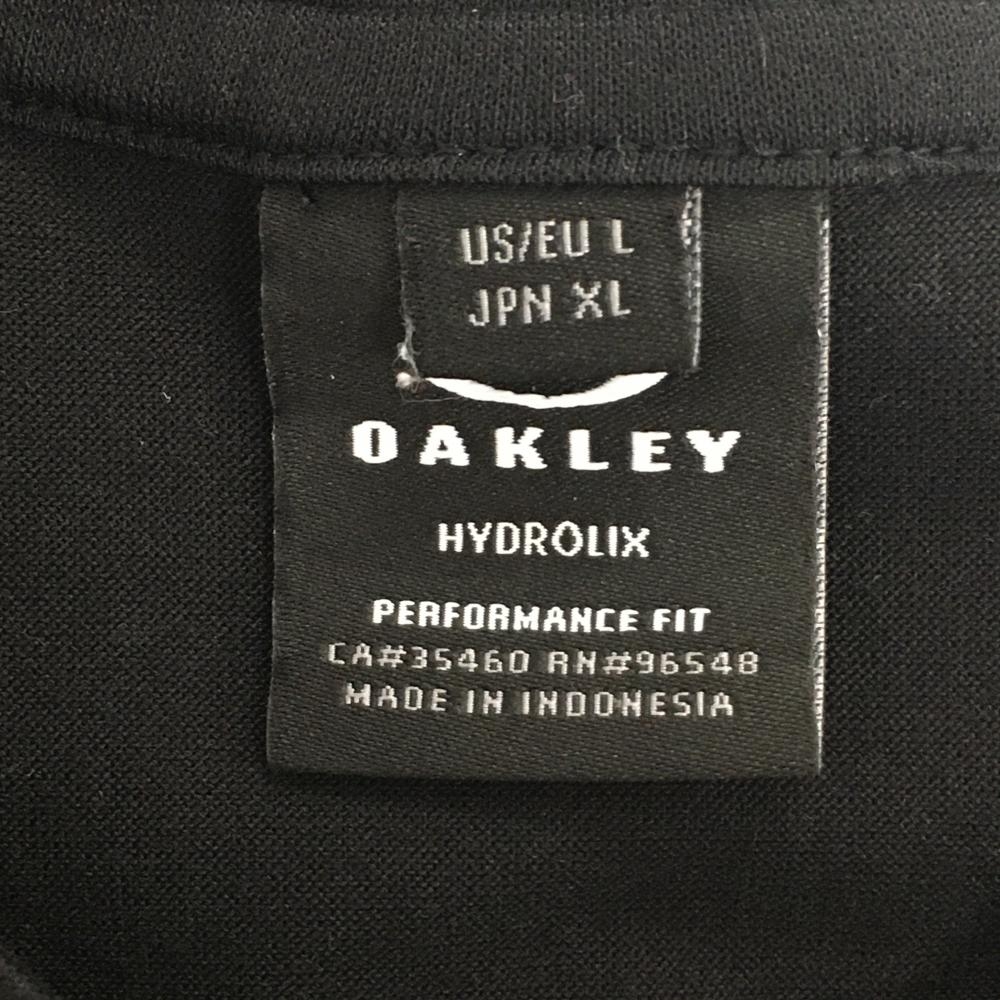 US/EU L
JPN XL
OAKLEY
HYDROLIX
PERFORMANCE FIT
CA#35460 RN#96548
MADE IN INDONESIA